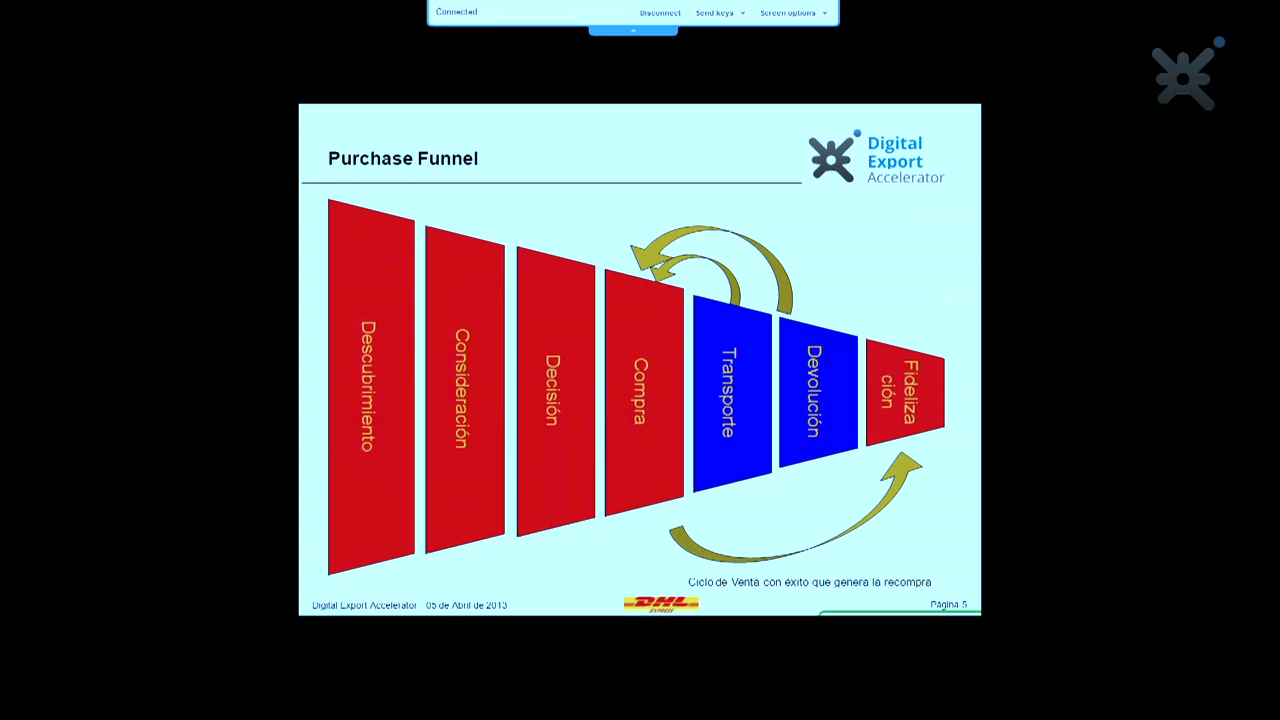 Connected
Disconnect
Send keys
Screen options
Purchase Funnel
Digital
Export
Accelerator
Descubrimiento
Consideración
Decisión
Compra
Transporte
Devolución
Fideliza
ción
Ciclo de Venta con éxito que genera la recompra
Digital Export Accelerator 05 de Abril de 2013
DHL
EXPRESS
Página 5